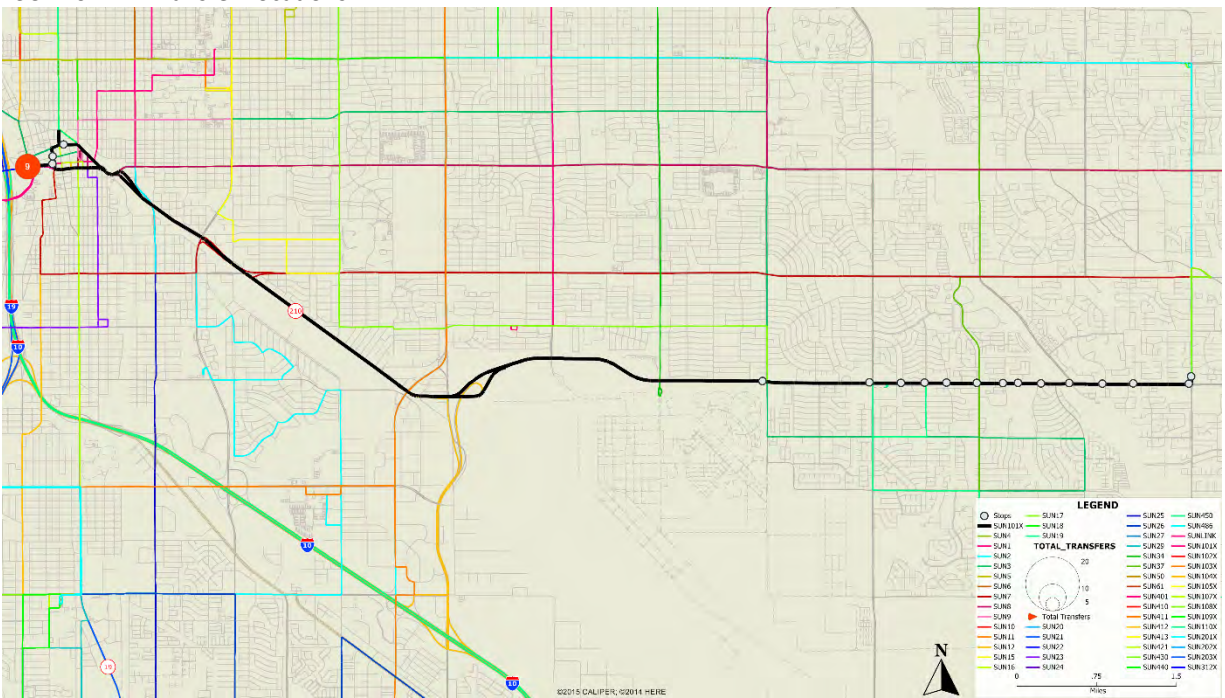 9
210
19
19
10
10
19
LEGEND
Stops
SUN101X
SUN4
SUN1
SUN2
SUN3
SUN5
SUN6
SUN7
SUN8
SUN9
SUN10
SUN11
SUN12
SUN15
SUN16
SUN17
SUN18
SUN19
TOTAL_TRANSFERS
20
10
5
Total Transfers
SUN20
SUN21
SUN22
SUN23
SUN24
SUN25
SUN26
SUN27
SUN29
SUN34
SUN37
SUN50
SUN61
SUN401
SUN410
SUN411
SUN412
SUN413
SUN421
SUN430
SUN440
SUN450
SUN486
SUNLINK
SUN101X
SUN102X
SUN103X
SUN104X
SUN105X
SUN107X
SUN108X
SUN109X
SUN110X
SUN201X
SUN202X
SUN203X
SUN312X
N
0 .75 1.5
Miles
©2015 CALIPER; ©2014 HERE